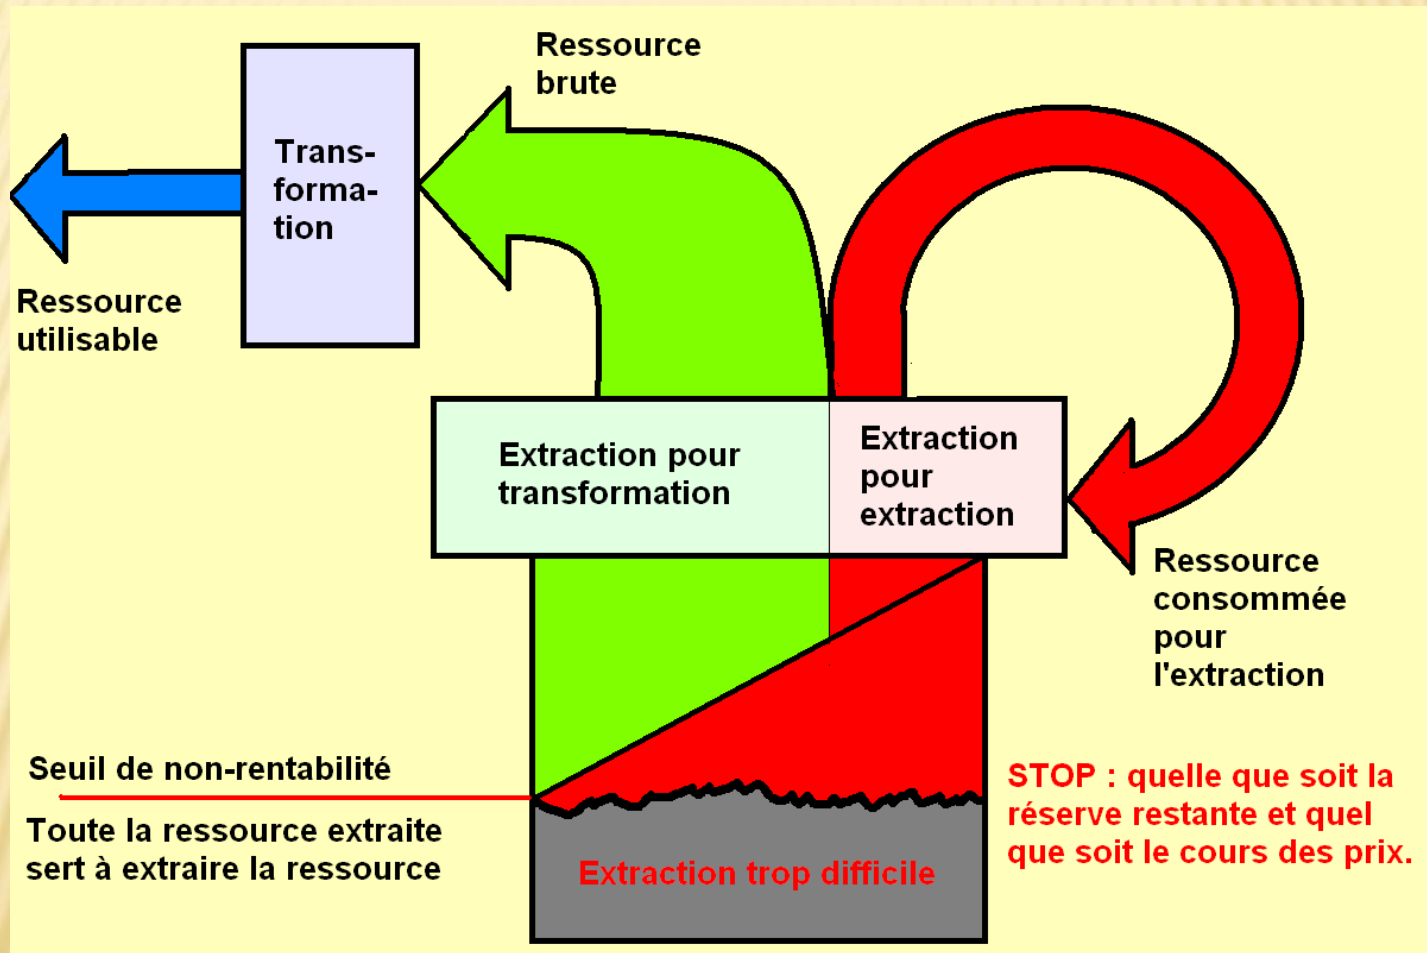 Ressource
brute
Trans-
forma-
tion
Ressource
utilisable
Extraction pour
transformation
Extraction
pour
extraction
Ressource
consommée
pour
l'extraction
Seuil de non-rentabilité
Toute la ressource extraite
sert à extraire la ressource
Extraction trop difficile
STOP : quelle que soit la
réserve restante et quel
que soit le cours des prix.